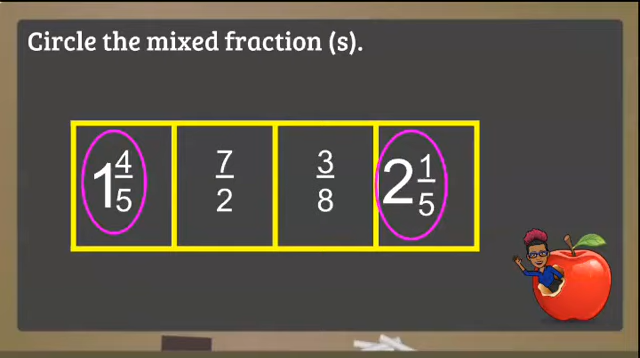 Circle the mixed fraction (s).
1 4/5 7/2 3/8 2 1/5